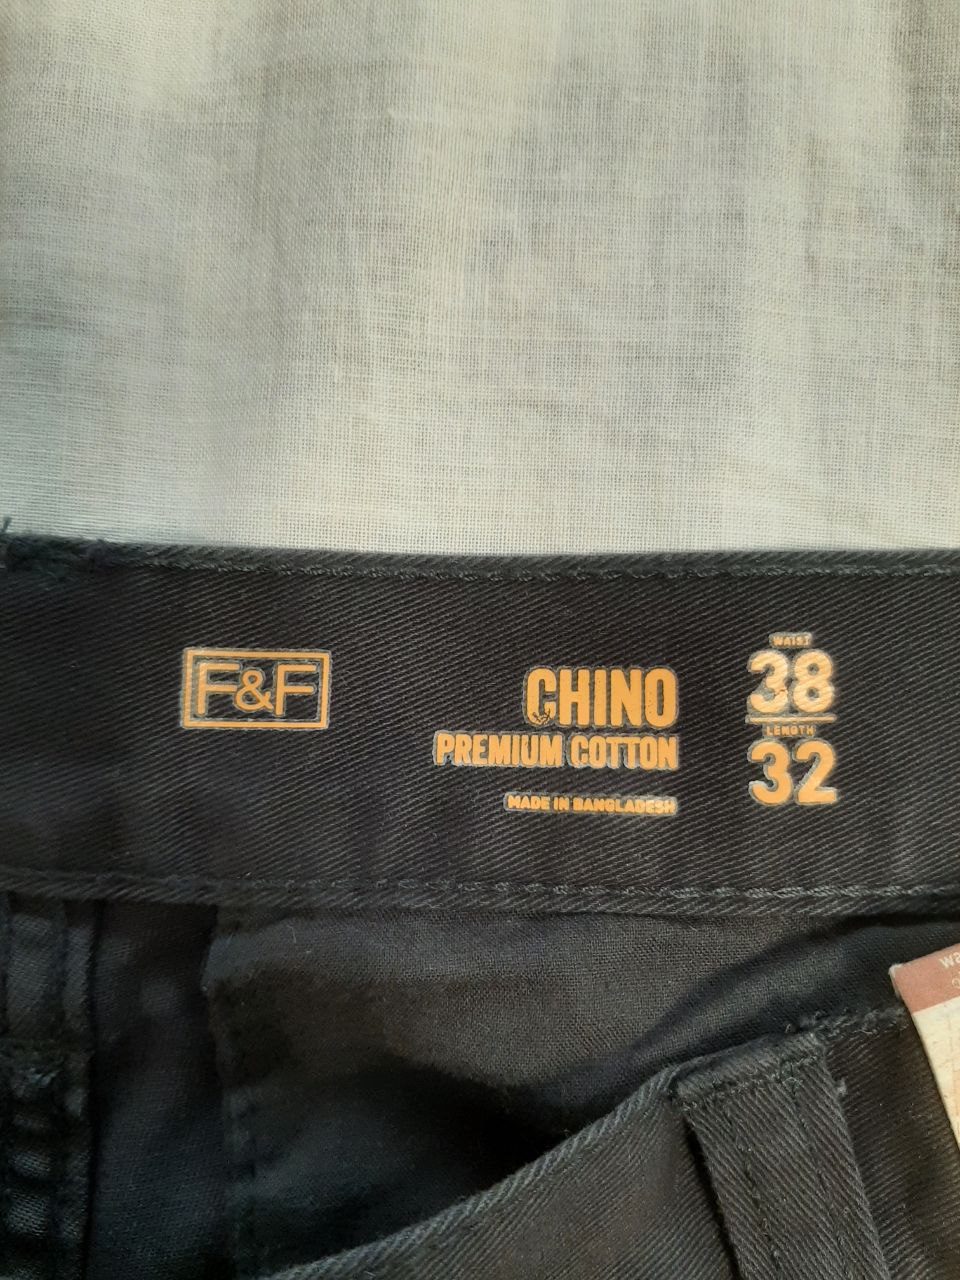 F&F
CHINO
PREMIUM COTTON
MADE IN BANGLADESH
WAIST
38
LENGTH
32